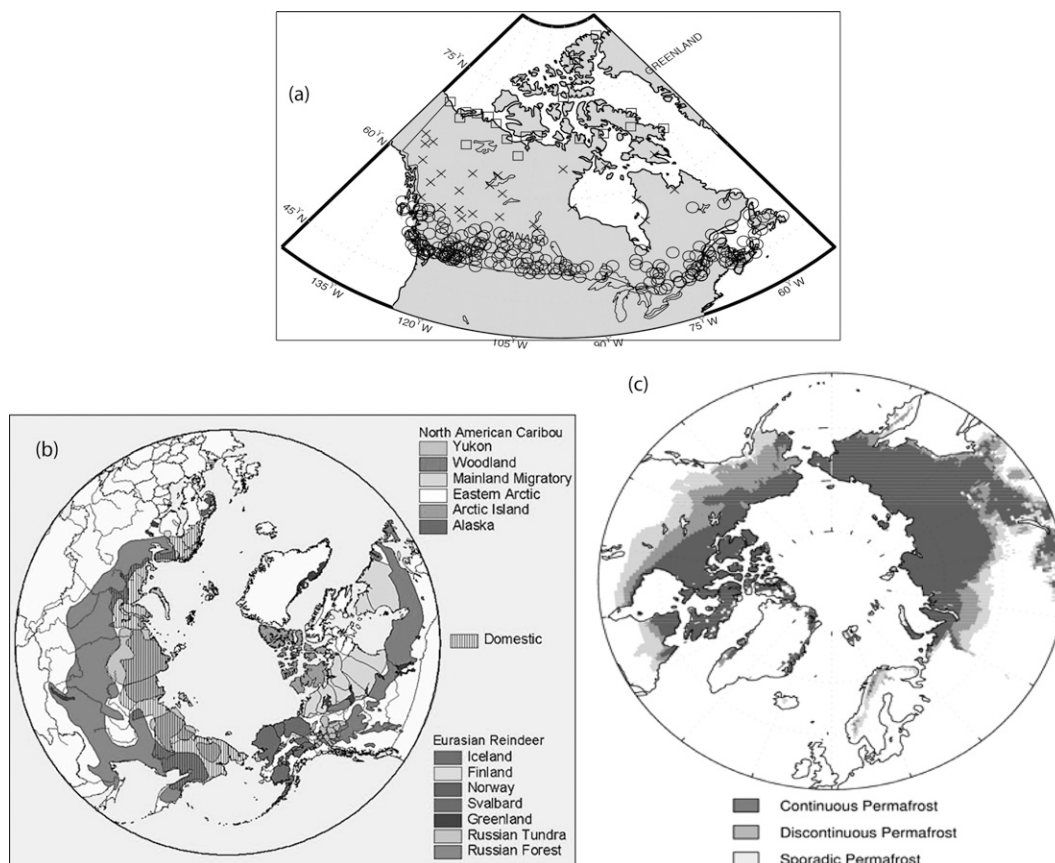 (a)
75°N
GREENLAND
60°N
45°N
CANADA
135°W
120°W
105°W
90°W
75°W
60°W
(b)
North American Caribou
Yukon
Woodland
Mainland Migratory
Eastern Arctic
Arctic Island
Alaska
Domestic
Eurasian Reindeer
Iceland
Finland
Norway
Svalbard
Greenland
Russian Tundra
Russian Forest
(c)
Continuous Permafrost
Discontinuous Permafrost
Sporadic Permafrost